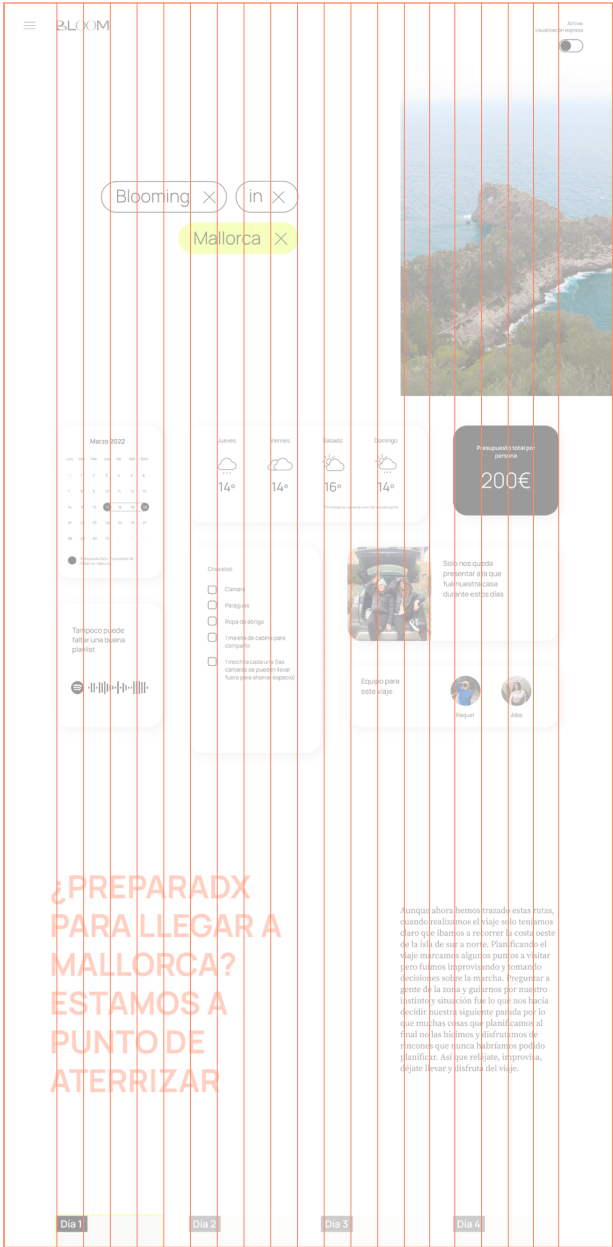 BLOOM
Activar
visualización express
Blooming
in
Mallorca
Marzo 2022
Jueves
Viernes
Sábado
Domingo
14º
14º
16º
14º
Presupuesto total por
persona
200€
Checklist:
Cámara
Paraguas
Ropa de abrigo
1 maleta de cabina para
compartir
1 mochila cada una (las
cámaras se pueden llevar
fuera para ahorrar espacio)
Solo nos queda
presentar a la que
fue nuestra casa
durante estos días
Tampoco puede
faltar una buena
playlist
Equipo para
este viaje:
Raquel
Alba
¿PREPARADX
PARA LLEGAR A
MALLORCA?
ESTAMOS A
PUNTO DE
ATERRIZAR
Aunque ahora hemos trazado estas rutas,
cuando realizamos el viaje solo teníamos
claro que íbamos a recorrer la costa oeste
de la isla de sur a norte. Planificando el
viaje marcamos algunos puntos a visitar
pero fuimos improvisando y tomando
decisiones sobre la marcha. Preguntar a
gente de la zona y guiarnos por nuestro
instinto y situación fue lo que nos hacía
decidir nuestra siguiente parada por lo
que muchas cosas que planificamos al
final no las hicimos y disfrutamos de
rincones que nunca habríamos podido
planificar. Así que relájate, improvisa,
déjate llevar y disfruta del viaje.
Día 1
Día 2
Día 3
Día 4